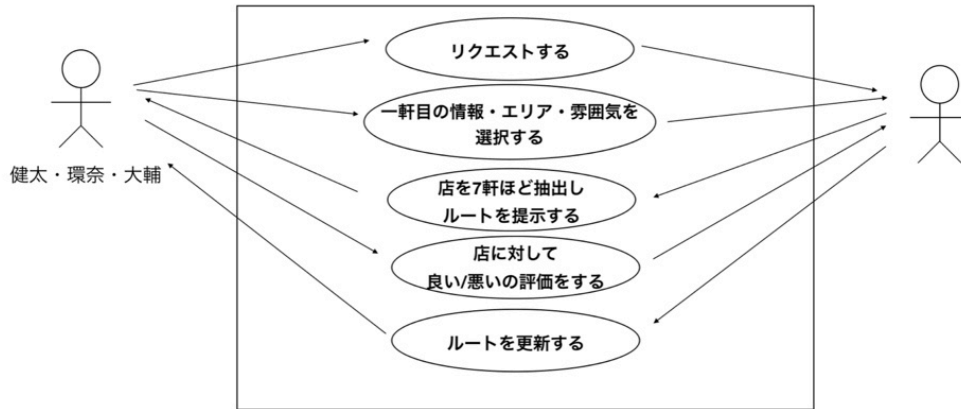 リクエストする
一軒目の情報・エリア・雰囲気を
選択する
健太・環奈・大輔
店を7軒ほど抽出し
ルートを提示する
店に対して
良い/悪いの評価をする
ルートを更新する